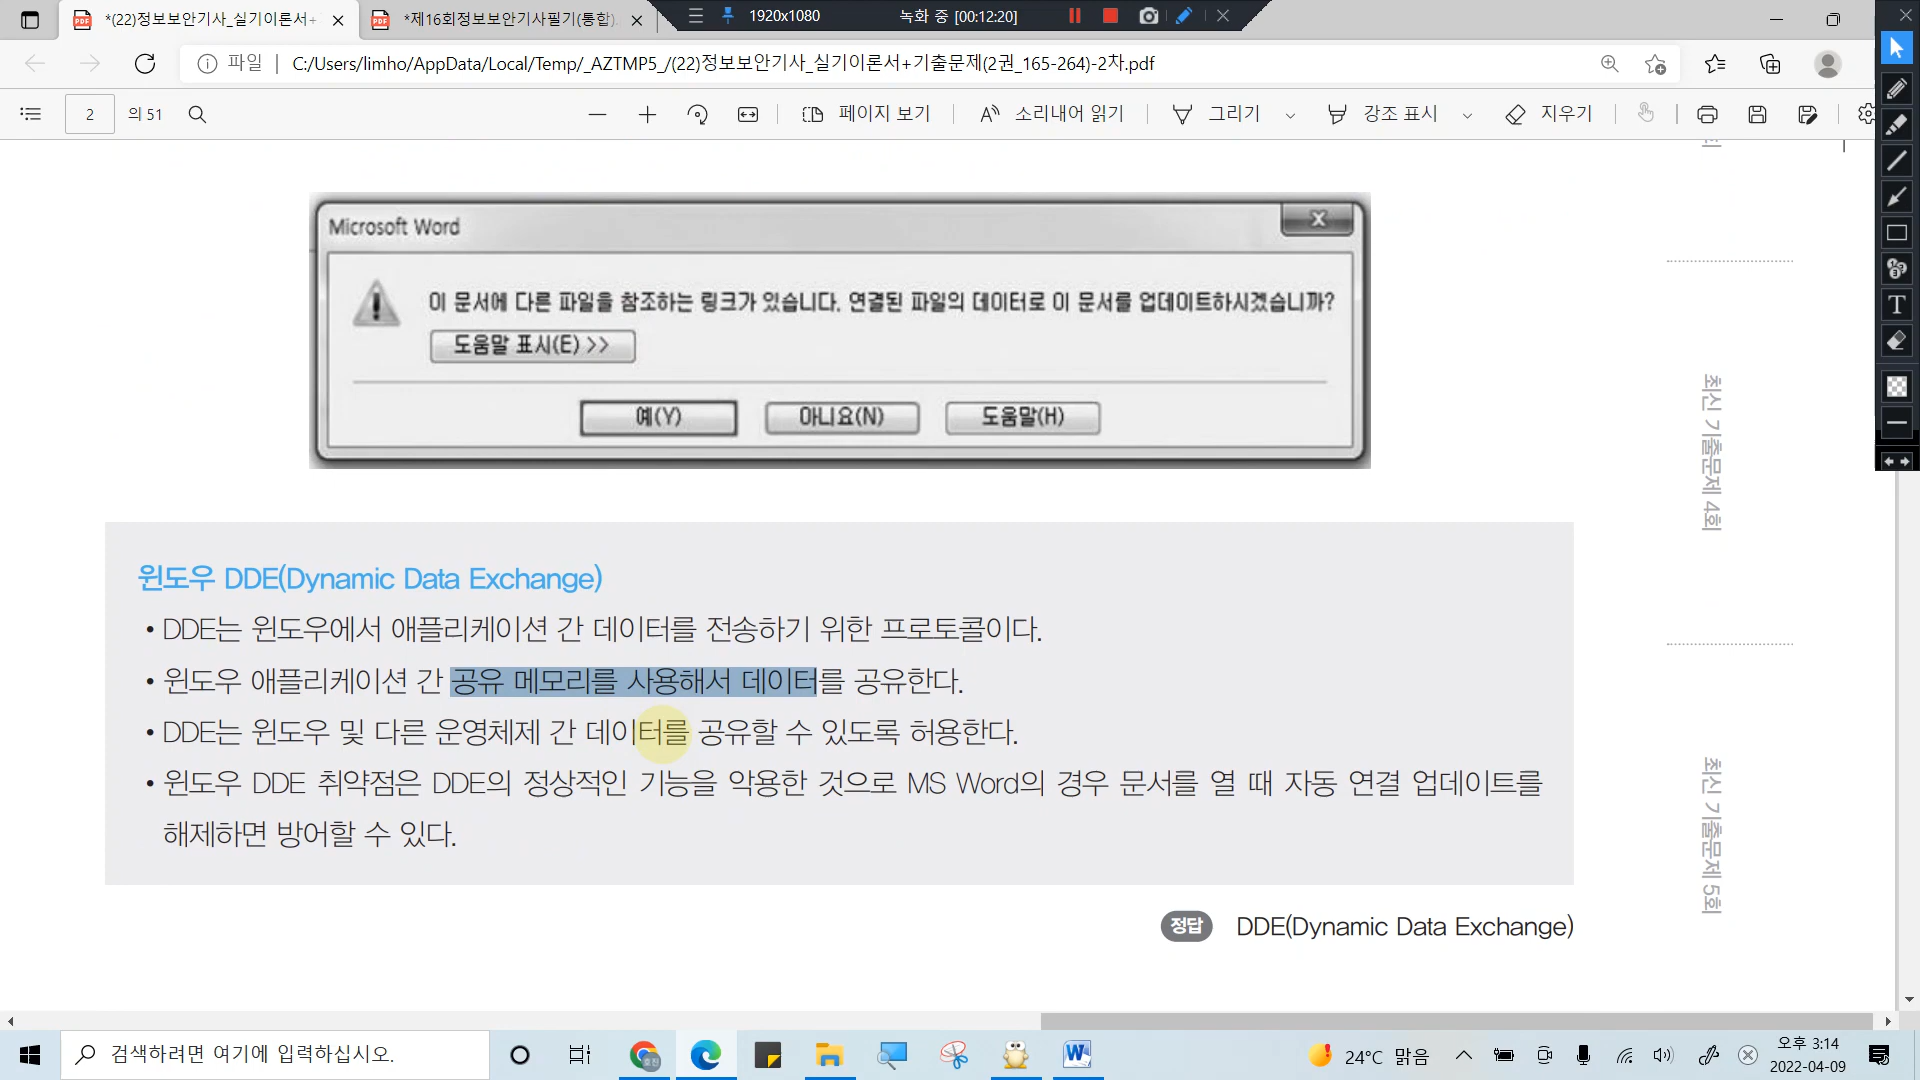 *(22)정보보안기사_실기이론서+
*제16회정보보안기사필기(통합).
1920x1080
녹화 중 [00:12:20]
파일
C:/Users/limho/AppData/Local/Temp/_AZTMP5_/(22)정보보안기사_실기이론서+기출문제(2권_165-264)-2차.pdf
2 의 51
페이지 보기
소리내어 읽기
그리기
강조 표시
지우기
Microsoft Word
이 문서에 다른 파일을 참조하는 링크가 있습니다. 연결된 파일의 데이터로 이 문서를 업데이트하시겠습니까?
도움말 표시(E) >>
예(Y) 아니요(N) 도움말(H)
윈도우 DDE(Dynamic Data Exchange)
• DDE는 윈도우에서 애플리케이션 간 데이터를 전송하기 위한 프로토콜이다.
• 윈도우 애플리케이션 간 공유 메모리를 사용해서 데이터를 공유한다.
• DDE는 윈도우 및 다른 운영체제 간 데이터를 공유할 수 있도록 허용한다.
• 윈도우 DDE 취약점은 DDE의 정상적인 기능을 악용한 것으로 MS Word의 경우 문서를 열 때 자동 연결 업데이트를
해제하면 방어할 수 있다.
정답 DDE(Dynamic Data Exchange)
최신 기출문제 4회
최신 기출문제 5회
검색하려면 여기에 입력하십시오.
24°C 맑음
오후 3:14
2022-04-09